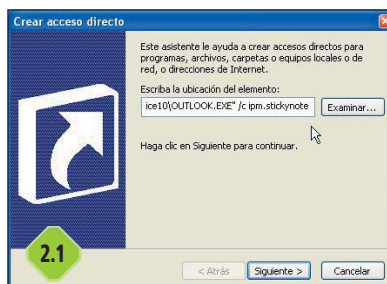 Crear acceso directo
Este asistente le ayuda a crear accesos directos para
programas, archivos, carpetas o equipos locales o de
red, o direcciones de Internet.
Escriba la ubicación del elemento:
ice10\OUTLOOK.EXE" /c ipm.stickynote
Examinar...
Haga clic en Siguiente para continuar.
2.1
< Atrás
Siguiente >
Cancelar